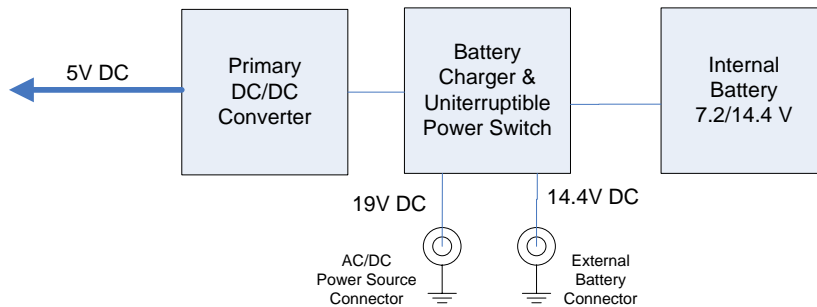 5V DC
Primary
DC/DC
Converter
Battery
Charger &
Uniterruptible
Power Switch
Internal
Battery
7.2/14.4 V
19V DC
14.4V DC
AC/DC
Power Source
Connector
External
Battery
Connector